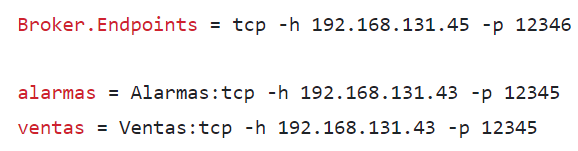 Broker.Endpoints = tcp -h 192.168.131.45 -p 12346
alarmas = Alarmas:tcp -h 192.168.131.43 -p 12345
ventas = Ventas:tcp -h 192.168.131.43 -p 12345